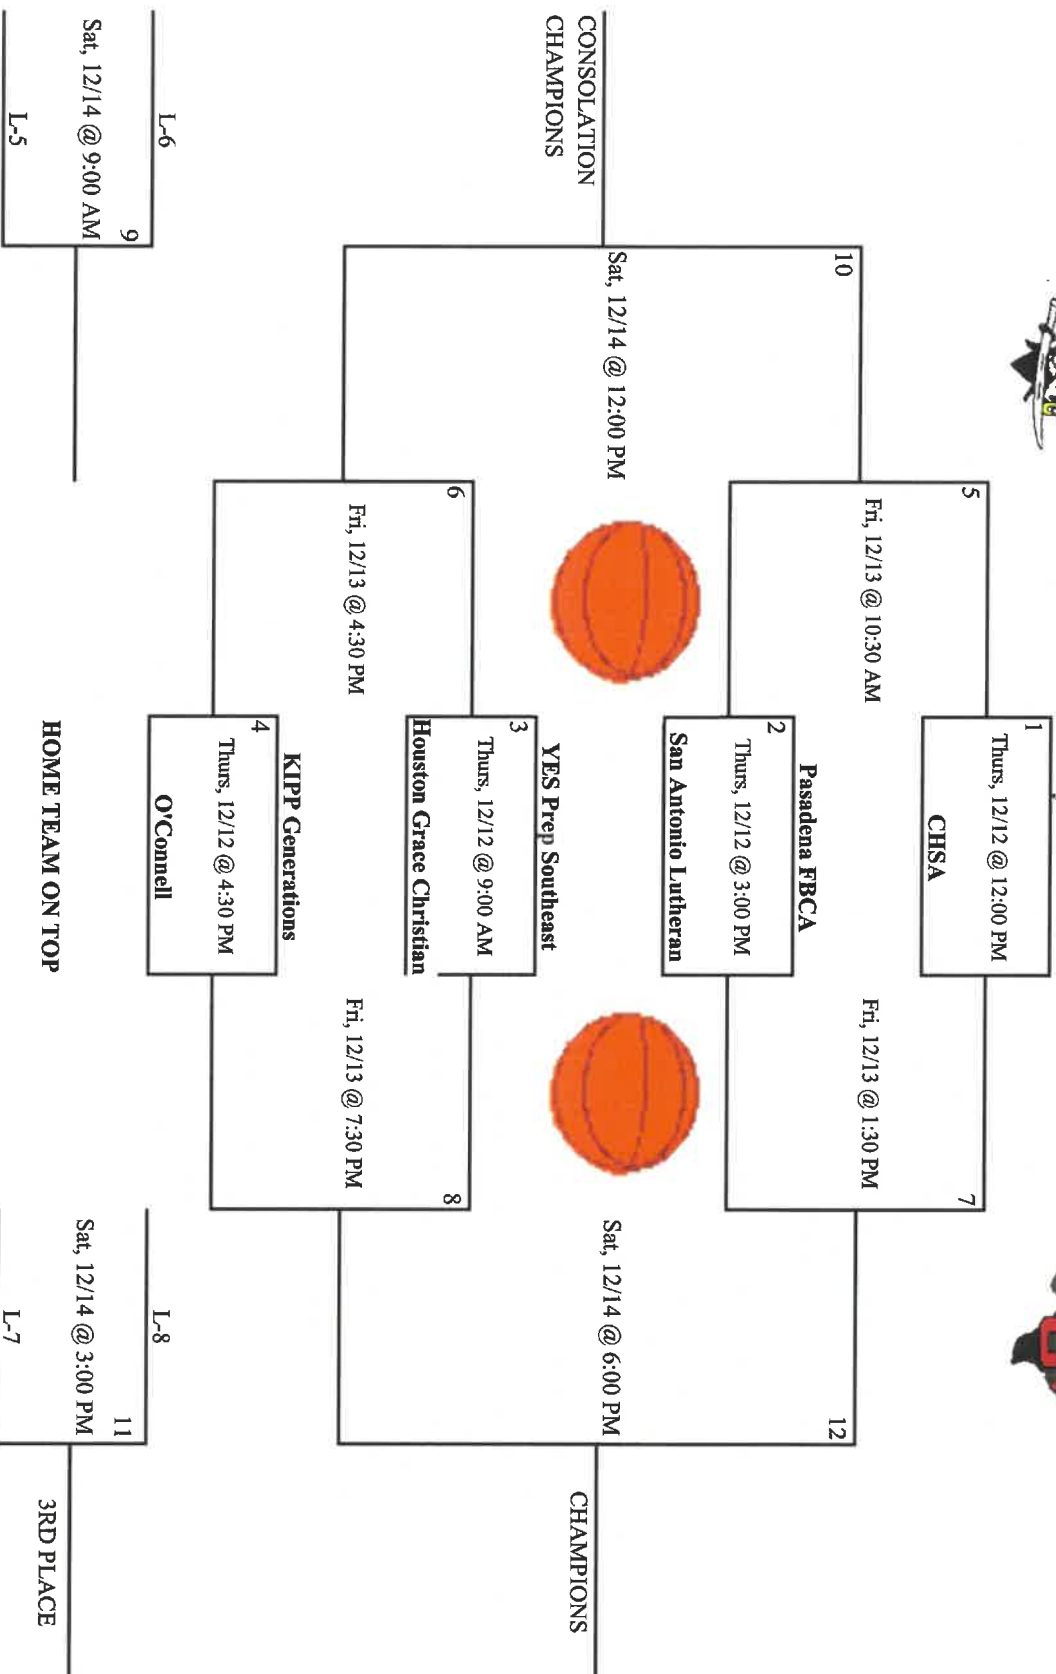 1
Thurs, 12/12 @ 12:00 PM
CHSA
5
Fri, 12/13 @ 10:30 AM
Fri, 12/13 @ 1:30 PM
7
Pasadena FBCA
2
Thurs, 12/12 @ 3:00 PM
San Antonio Lutheran
10
Sat, 12/14 @ 12:00 PM
CONSOLATION
CHAMPIONS
12
Sat, 12/14 @ 6:00 PM
CHAMPIONS
YES Prep Southeast
3
Thurs, 12/12 @ 9:00 AM
Houston Grace Christian
6
Fri, 12/13 @ 4:30 PM
Fri, 12/13 @ 7:30 PM
8
KIPP Generations
4
Thurs, 12/12 @ 4:30 PM
O'Connell
L-6
9
Sat, 12/14 @ 9:00 AM
L-5
HOME TEAM ON TOP
L-8
11
Sat, 12/14 @ 3:00 PM
L-7
3RD PLACE